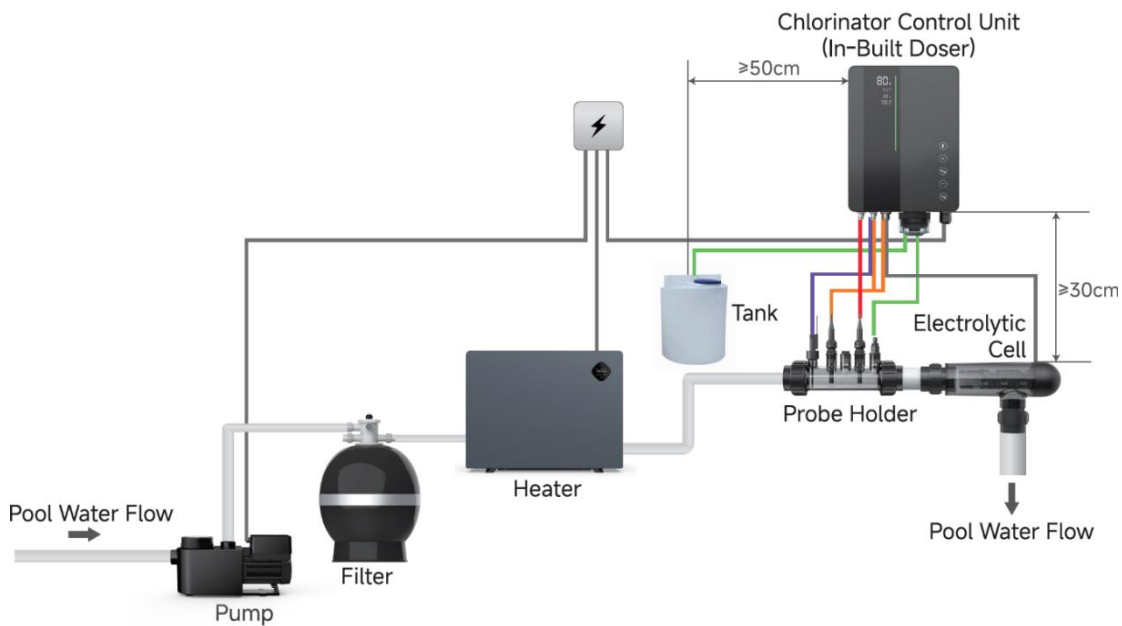 Chlorinator Control Unit
(In-Built Doser)
≥50cm
80
≥30cm
Tank
Electrolytic
Cell
Probe Holder
Heater
Pool Water Flow
Pool Water Flow
Filter
Pump